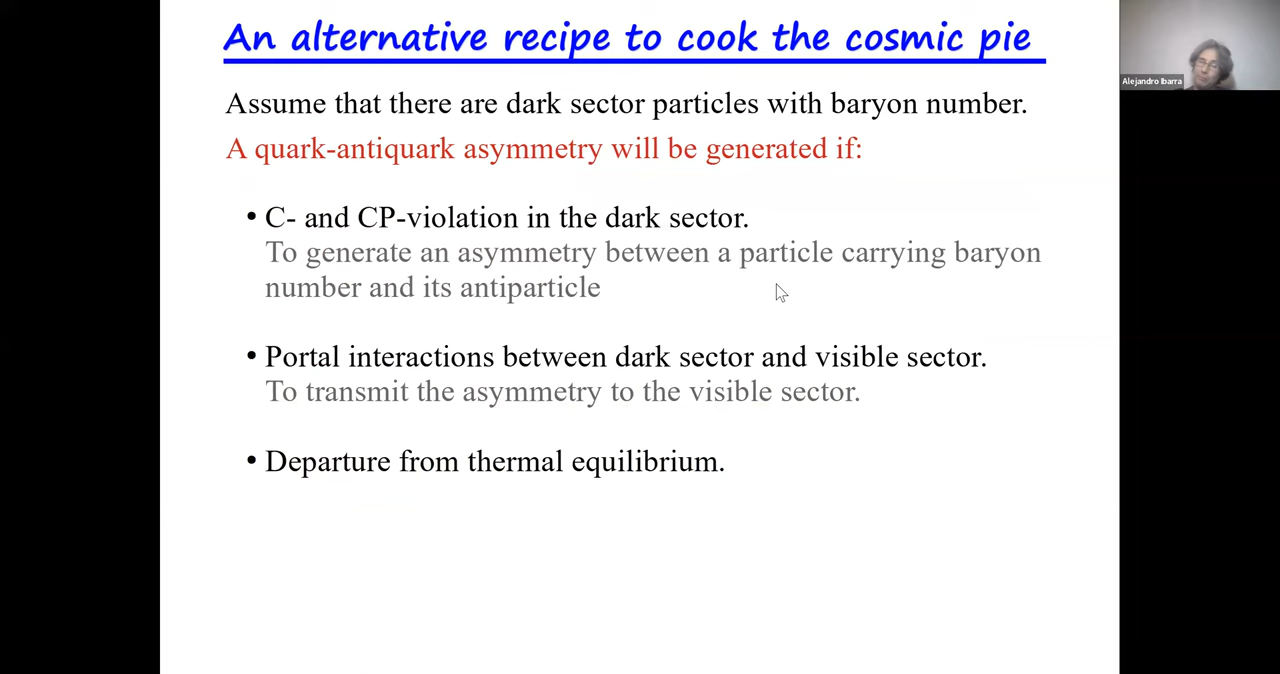 An alternative recipe to cook the cosmic pie
Alejandro Ibarra
Assume that there are dark sector particles with baryon number.
A quark-antiquark asymmetry will be generated if:
• C- and CP-violation in the dark sector.
To generate an asymmetry between a particle carrying baryon
number and its antiparticle
• Portal interactions between dark sector and visible sector.
To transmit the asymmetry to the visible sector.
• Departure from thermal equilibrium.